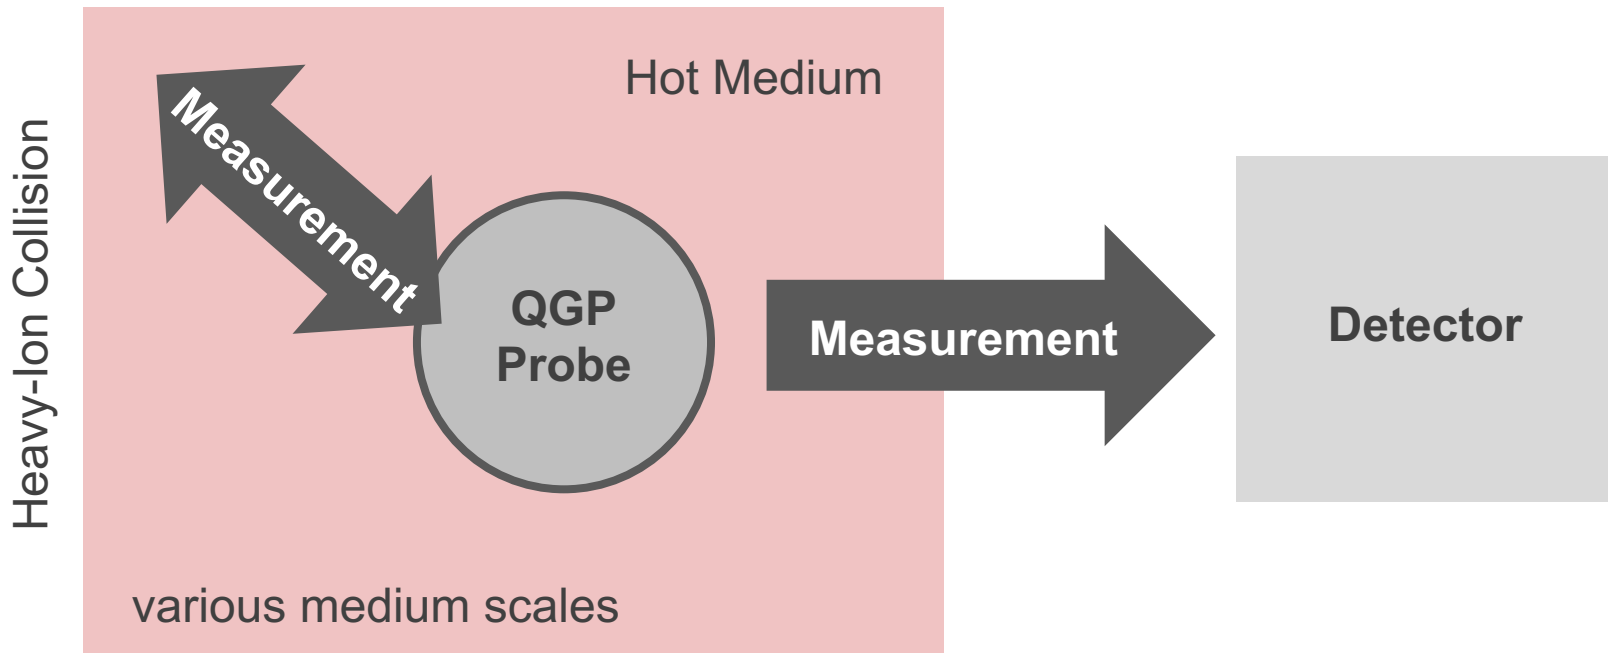 Heavy-Ion Collision
Hot Medium
Measurement
QGP
Probe
Measurement
Detector
various medium scales